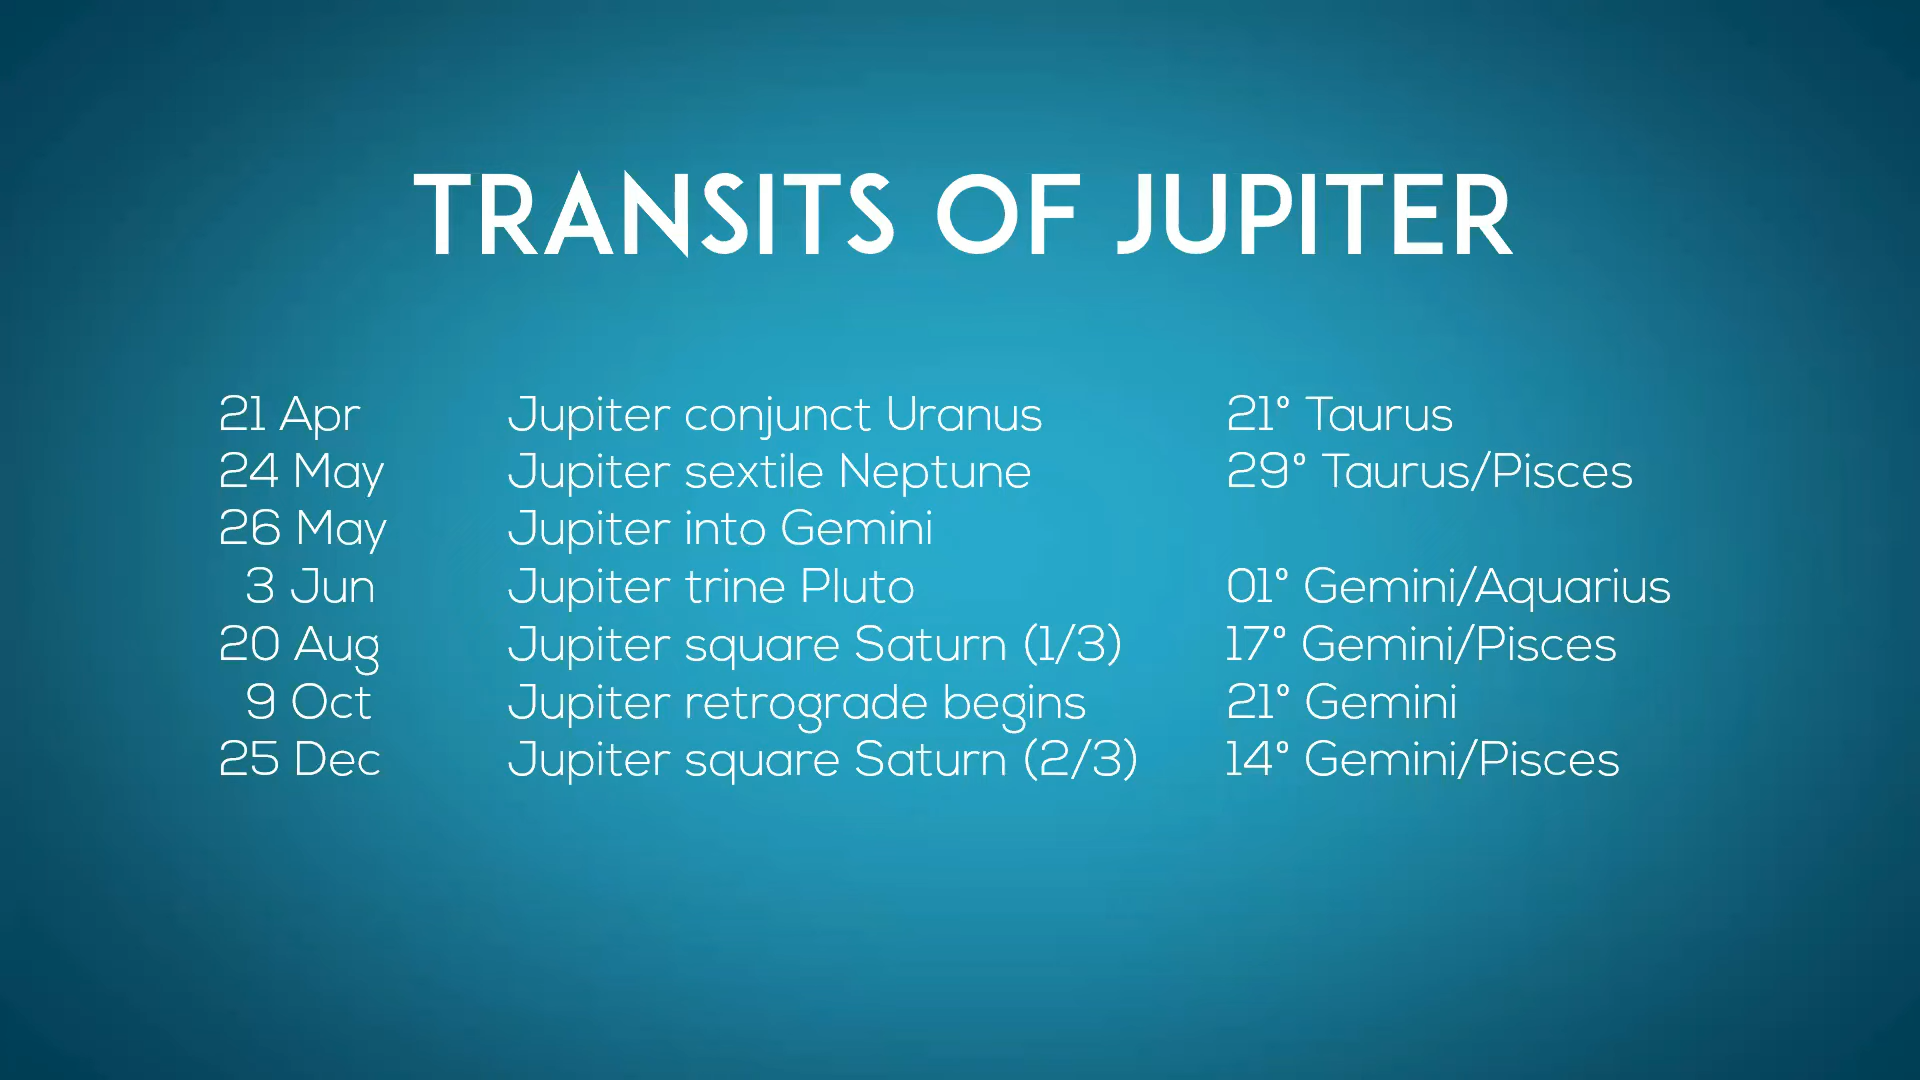 TRANSITS OF JUPITER
21 Apr Jupiter conjunct Uranus 21° Taurus
24 May Jupiter sextile Neptune 29° Taurus/Pisces
26 May Jupiter into Gemini
3 Jun Jupiter trine Pluto 01° Gemini/Aquarius
20 Aug Jupiter square Saturn (1/3) 17° Gemini/Pisces
9 Oct Jupiter retrograde begins 21° Gemini
25 Dec Jupiter square Saturn (2/3) 14° Gemini/Pisces